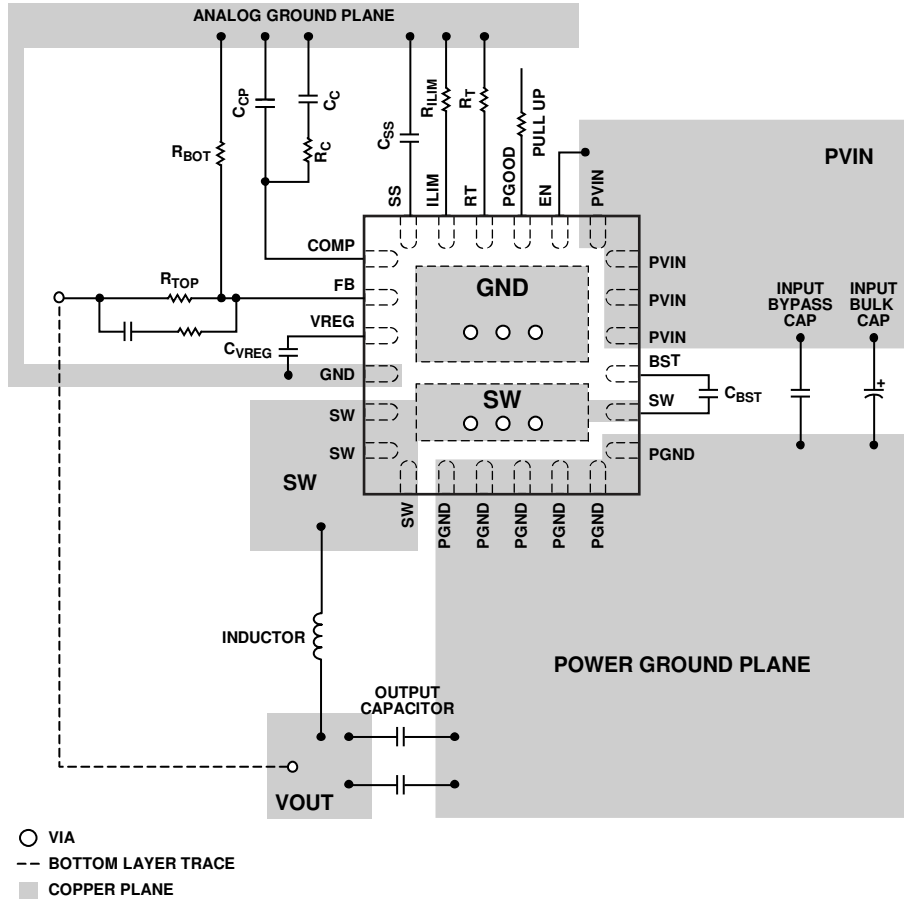 ANALOG GROUND PLANE
C_CP
C_C
R_BOT
R_C
C_SS
R_ILIM
R_T
PULL UP
PVIN
SS
ILIM
RT
PGOOD
EN
PVIN
COMP
FB
VREG
GND
SW
SW
R_TOP
C_VREG
GND
SW
PVIN
PVIN
PVIN
BST
SW
PGND
C_BST
INPUT
BYPASS
CAP
INPUT
BULK
CAP
+
SW
SW
PGND
PGND
PGND
PGND
PGND
INDUCTOR
POWER GROUND PLANE
OUTPUT
CAPACITOR
VOUT
VIA
BOTTOM LAYER TRACE
COPPER PLANE